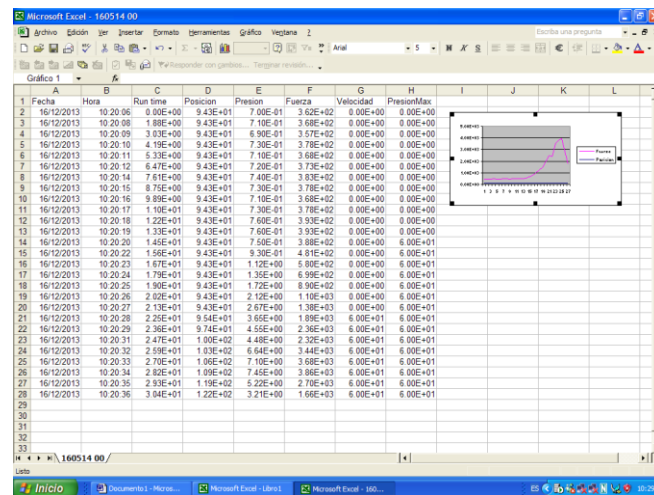 Microsoft Excel - 160514 00
Archivo Edición Ver Insertar Formato Herramientas Gráfico Ventana ? Escriba una pregunta
Arial 5 N K S
Responder con cambios... Terminar revisión...
Gráfico 1 fx
A B C D E F G H I J K L
1 Fecha Hora Run time Posicion Presion Fuerza Velocidad PresionMax
2 16/12/2013 10:20:06 0.00E+00 9.43E+01 7.00E-01 3.62E+02 0.00E+00 0.00E+00
3 16/12/2013 10:20:08 1.88E+00 9.43E+01 7.10E-01 3.68E+02 0.00E+00 0.00E+00
4 16/12/2013 10:20:09 3.03E+00 9.43E+01 6.90E-01 3.57E+02 0.00E+00 0.00E+00
5 16/12/2013 10:20:10 4.19E+00 9.43E+01 7.30E-01 3.78E+02 0.00E+00 0.00E+00
6 16/12/2013 10:20:11 5.33E+00 9.43E+01 7.10E-01 3.68E+02 0.00E+00 0.00E+00
7 16/12/2013 10:20:12 6.47E+00 9.43E+01 7.20E-01 3.73E+02 0.00E+00 0.00E+00
8 16/12/2013 10:20:14 7.61E+00 9.43E+01 7.40E-01 3.83E+02 0.00E+00 0.00E+00
9 16/12/2013 10:20:15 8.75E+00 9.43E+01 7.30E-01 3.78E+02 0.00E+00 0.00E+00
10 16/12/2013 10:20:16 9.89E+00 9.43E+01 7.10E-01 3.68E+02 0.00E+00 0.00E+00
11 16/12/2013 10:20:17 1.10E+01 9.43E+01 7.30E-01 3.78E+02 0.00E+00 0.00E+00
12 16/12/2013 10:20:18 1.22E+01 9.43E+01 7.60E-01 3.93E+02 0.00E+00 0.00E+00
13 16/12/2013 10:20:19 1.33E+01 9.43E+01 7.60E-01 3.93E+02 0.00E+00 0.00E+00
14 16/12/2013 10:20:20 1.45E+01 9.43E+01 7.50E-01 3.88E+02 0.00E+00 6.00E+01
15 16/12/2013 10:20:22 1.56E+01 9.43E+01 9.30E-01 4.81E+02 0.00E+00 6.00E+01
16 16/12/2013 10:20:23 1.67E+01 9.43E+01 1.12E+00 5.80E+02 0.00E+00 6.00E+01
17 16/12/2013 10:20:24 1.79E+01 9.43E+01 1.35E+00 6.99E+02 0.00E+00 6.00E+01
18 16/12/2013 10:20:25 1.90E+01 9.43E+01 1.72E+00 8.90E+02 0.00E+00 6.00E+01
19 16/12/2013 10:20:26 2.02E+01 9.43E+01 2.12E+00 1.10E+03 0.00E+00 6.00E+01
20 16/12/2013 10:20:27 2.13E+01 9.43E+01 2.67E+00 1.38E+03 0.00E+00 6.00E+01
21 16/12/2013 10:20:28 2.25E+01 9.54E+01 3.65E+00 1.89E+03 6.00E+01 6.00E+01
22 16/12/2013 10:20:29 2.36E+01 9.74E+01 4.55E+00 2.36E+03 6.00E+01 6.00E+01
23 16/12/2013 10:20:31 2.47E+01 1.00E+02 4.48E+00 2.32E+03 6.00E+01 6.00E+01
24 16/12/2013 10:20:32 2.59E+01 1.03E+02 6.64E+00 3.44E+03 6.00E+01 6.00E+01
25 16/12/2013 10:20:33 2.70E+01 1.06E+02 7.10E+00 3.68E+03 6.00E+01 6.00E+01
26 16/12/2013 10:20:34 2.82E+01 1.09E+02 7.45E+00 3.86E+03 6.00E+01 6.00E+01
27 16/12/2013 10:20:35 2.93E+01 1.19E+02 5.22E+00 2.70E+03 6.00E+01 6.00E+01
28 16/12/2013 10:20:36 3.04E+01 1.22E+02 3.21E+00 1.66E+03 6.00E+01 6.00E+01
29
30
31
32
33
160514 00
Listo
Inicio Documento1 - Micros... Microsoft Excel - Libro1 Microsoft Excel - 160... ES 10:29